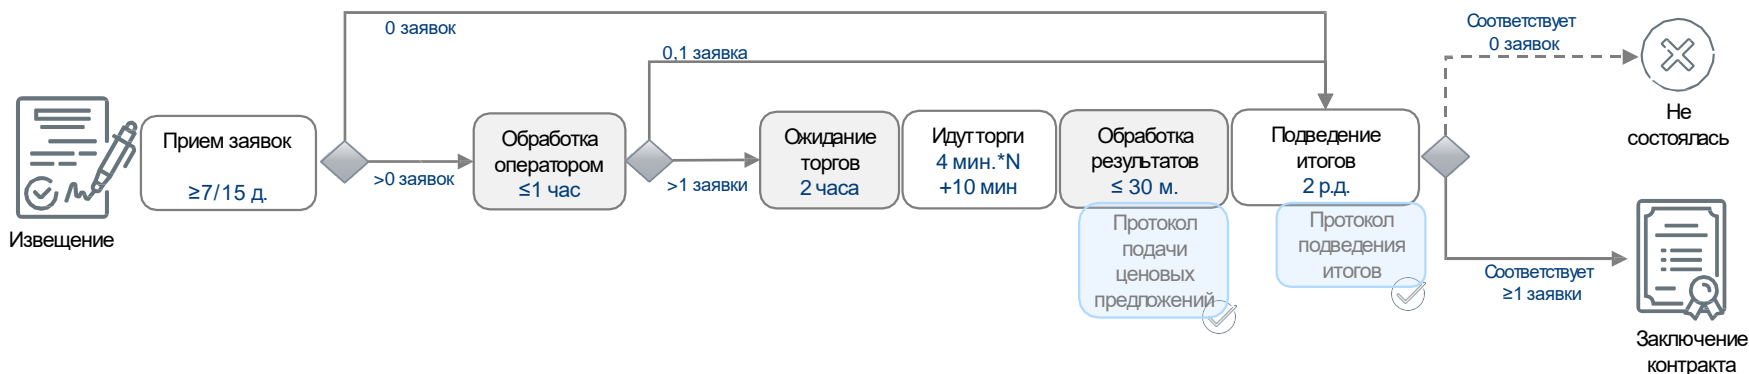 Извещение
Прием заявок
≥7/15 д.
0 заявок
>0 заявок
Обработка
оператором
≤1 час
0,1 заявка
>1 заявки
Ожидание
торгов
2 часа
Идут торги
4 мин.*N
+10 мин
Обработка
результатов
≤ 30 м.
Протокол
подачи
ценовых
предложений
Подведение
итогов
2 р.д.
Протокол
подведения
итогов
Соответствует
0 заявок
Не
состоялась
Соответствует
≥1 заявки
Заключение
контракта